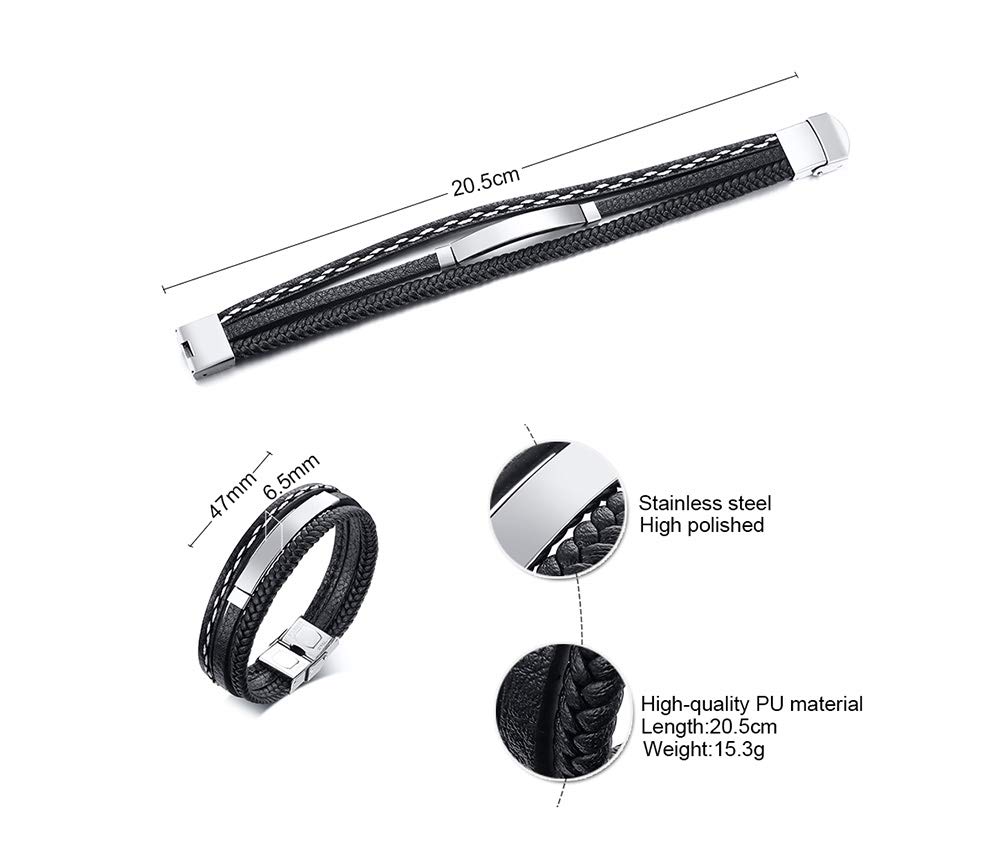 20.5cm
47mm
6.5mm
Stainless steel
High polished
High-quality PU material
Length:20.5cm
Weight:15.3g